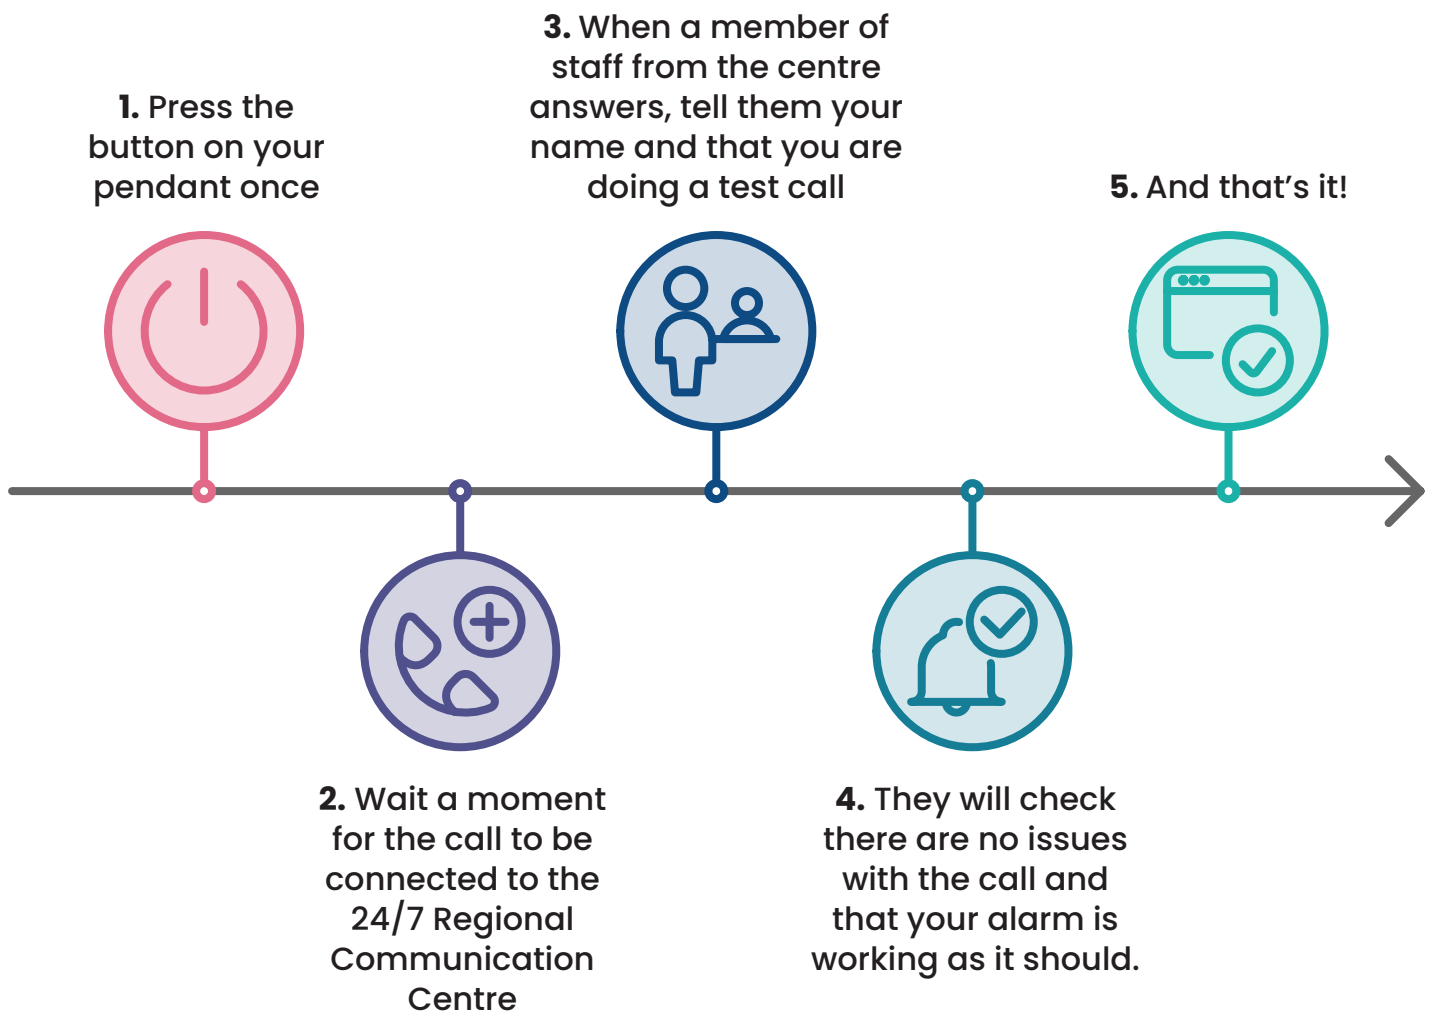 1. Press the
button on your
pendant once
2. Wait a moment
for the call to be
connected to the
24/7 Regional
Communication
Centre
3. When a member of
staff from the centre
answers, tell them your
name and that you are
doing a test call
4. They will check
there are no issues
with the call and
that your alarm is
working as it should.
5. And that’s it!